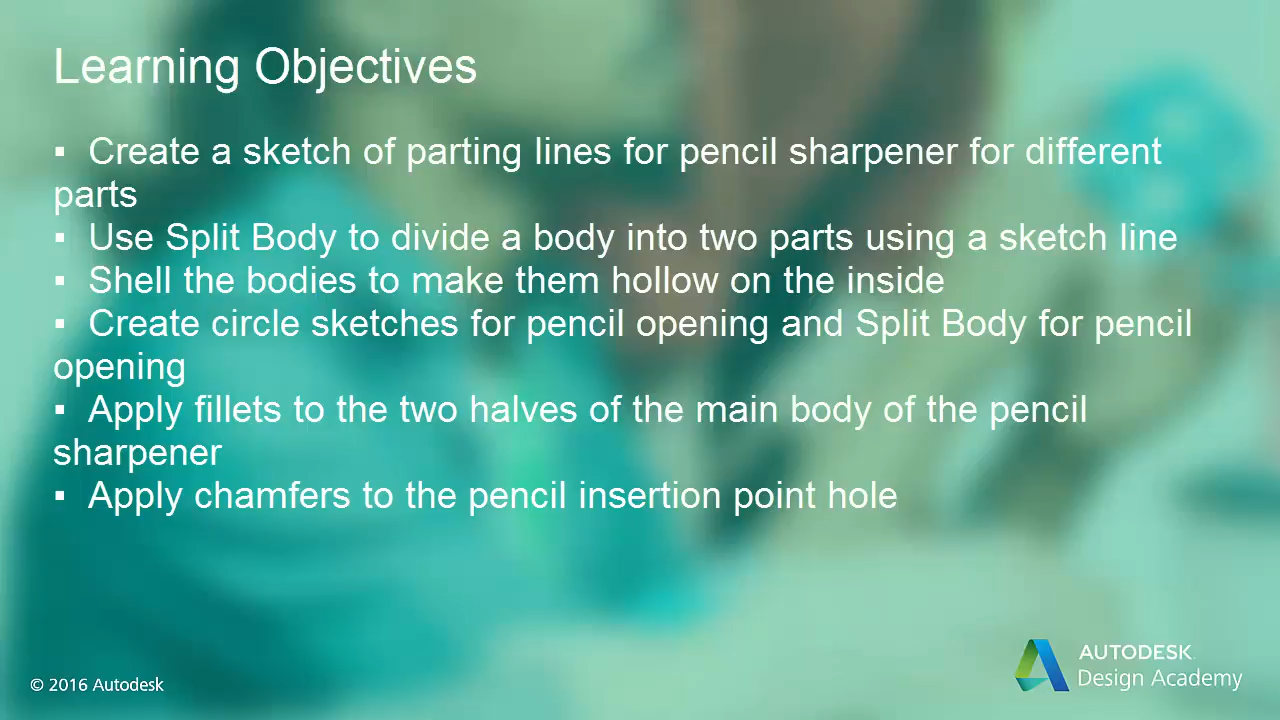 Learning Objectives
▪ Create a sketch of parting lines for pencil sharpener for different
parts
▪ Use Split Body to divide a body into two parts using a sketch line
▪ Shell the bodies to make them hollow on the inside
▪ Create circle sketches for pencil opening and Split Body for pencil
opening
▪ Apply fillets to the two halves of the main body of the pencil
sharpener
▪ Apply chamfers to the pencil insertion point hole
© 2016 Autodesk
AUTODESK
Design Academy